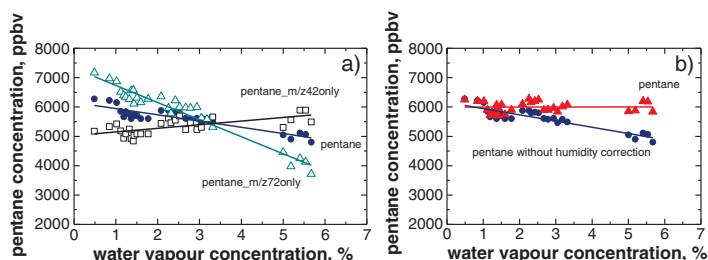 a)
pentane concentration, ppbv
8000
7000
6000
5000
4000
3000
2000
pentane_m/z42only
pentane
pentane_m/z72only
0 1 2 3 4 5 6 7
water vapour concentration, %
b)
pentane concentration, ppbv
8000
7000
6000
5000
4000
3000
2000
pentane
pentane without humidity correction
0 1 2 3 4 5 6 7
water vapour concentration, %